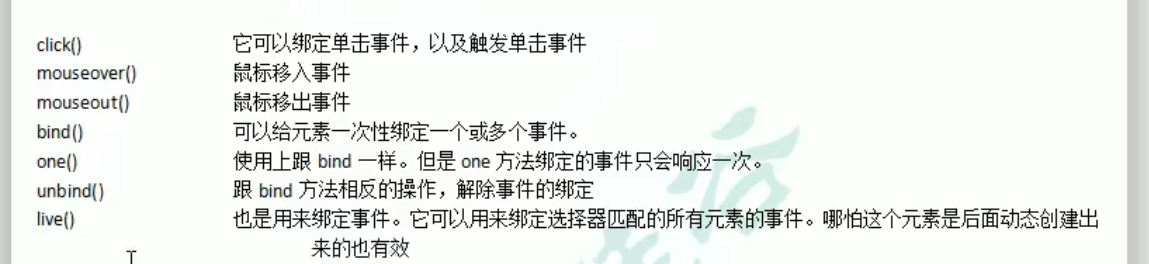 click() 它可以绑定单击事件，以及触发单击事件
mouseover() 鼠标移入事件
mouseout() 鼠标移出事件
bind() 可以给元素一次性绑定一个或多个事件。
one() 使用上跟 bind 一样。但是 one 方法绑定的事件只会响应一次。
unbind() 跟 bind 方法相反的操作，解除事件的绑定
live() 也是用来绑定事件。它可以用来绑定选择器匹配的所有元素的事件。哪怕这个元素是后面动态创建出
来的也有效